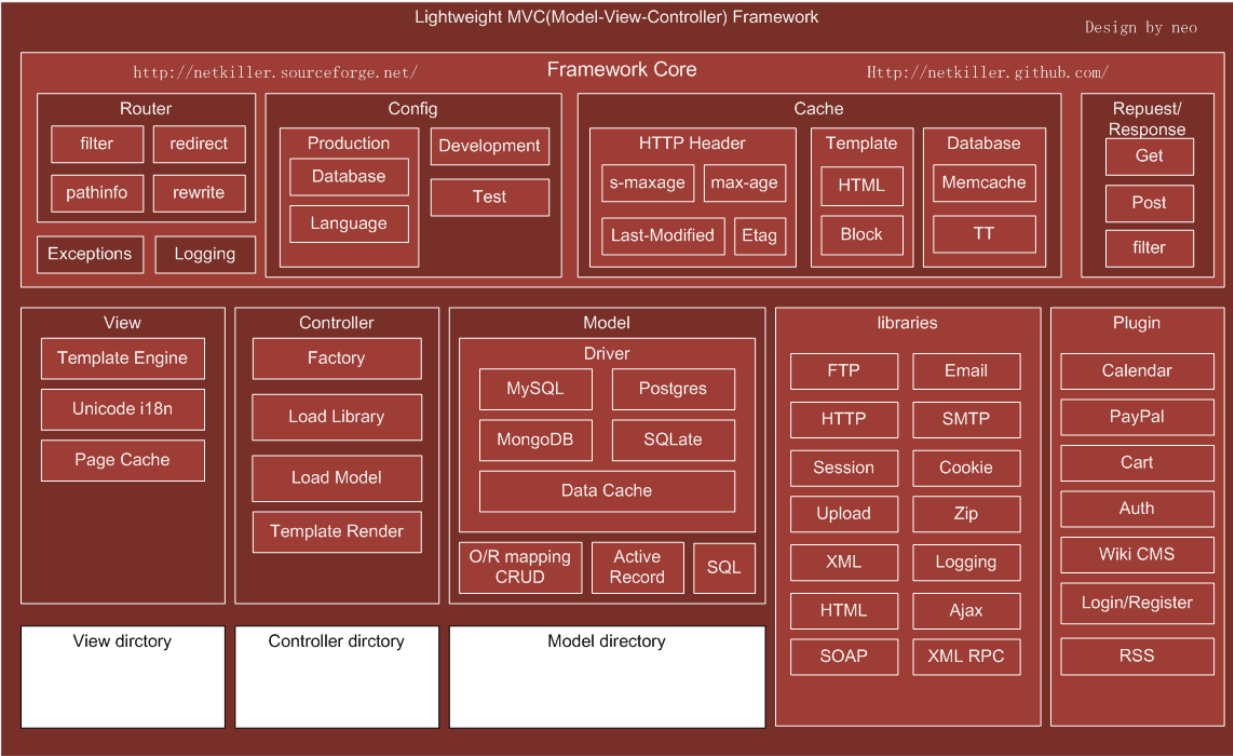 Lightweight MVC(Model-View-Controller) Framework
Design by neo
http://netkiller.sourceforge.net/
Framework Core
Http://netkiller.github.com/
Router
filter
redirect
pathinfo
rewrite
Exceptions
Logging
Config
Production
Database
Language
Development
Test
Cache
HTTP Header
s-maxage
max-age
Last-Modified
Etag
Template
HTML
Block
Database
Memcache
TT
Repuest/
Response
Get
Post
filter
View
Template Engine
Unicode i18n
Page Cache
Controller
Factory
Load Library
Load Model
Template Render
Model
Driver
MySQL
Postgres
MongoDB
SQLate
Data Cache
O/R mapping
CRUD
Active
Record
SQL
libraries
FTP
Email
HTTP
SMTP
Session
Cookie
Upload
Zip
XML
Logging
HTML
Ajax
SOAP
XML RPC
Plugin
Calendar
PayPal
Cart
Auth
Wiki CMS
Login/Register
RSS
View dirctory
Controller dirctory
Model directory